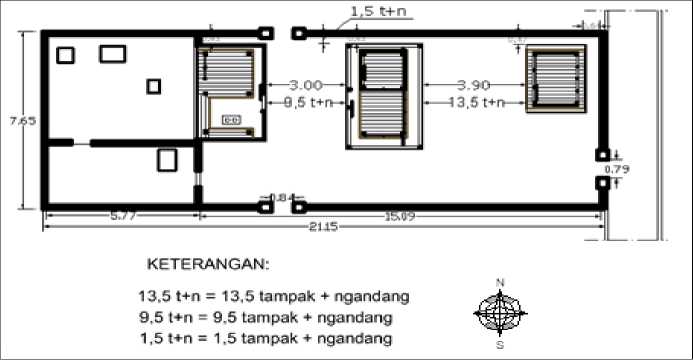 1,5 t+n
3.00
3.90
9,5 t+n
13,5 t+n
7.65
0.79
0.84
5.77
15.09
21.15
KETERANGAN:
13,5 t+n = 13,5 tampak + ngandang
9,5 t+n = 9,5 tampak + ngandang
1,5 t+n = 1,5 tampak + ngandang
N
S